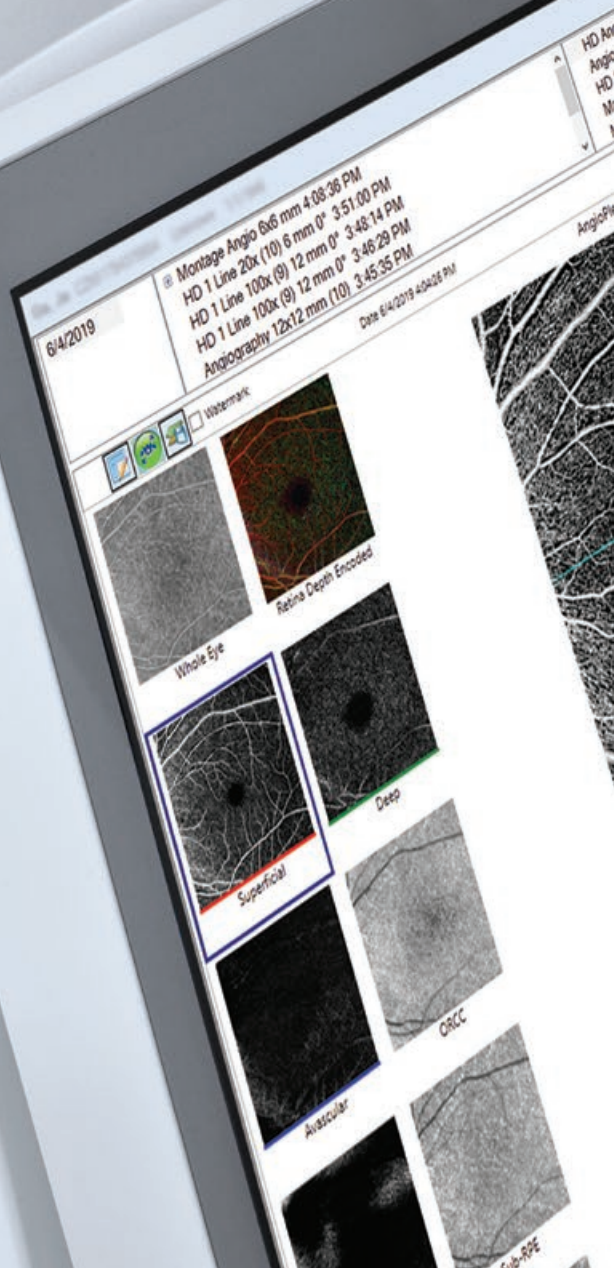 6/4/2019
Montage Angio 6x6 mm 4:08:36 PM
HD 1 Line 20x (10) 6 mm 0° 3:51:00 PM
HD 1 Line 100x (9) 12 mm 0° 3:48:14 PM
HD 1 Line 100x (9) 12 mm 0° 3:46:29 PM
Angiography 12x12 mm (10) 3:45:35 PM
HD
Angio
HD
Watermark
Date 6/4/2019 4:04:26 PM
Whole Eye
Retina Depth Encoded
Superficial
Deep
Avascular
ORCC
Sub-RPE